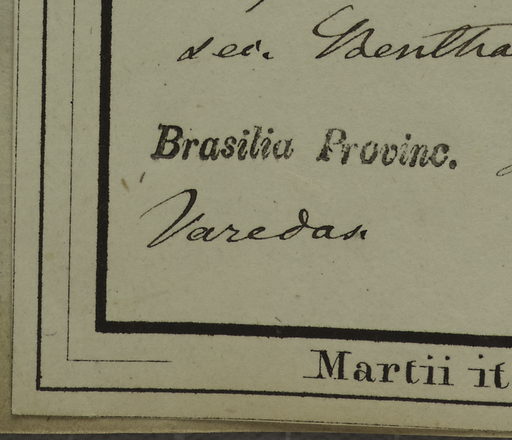 sec. Bentha
Brasilia Provinc.
Varedas.
Martii it